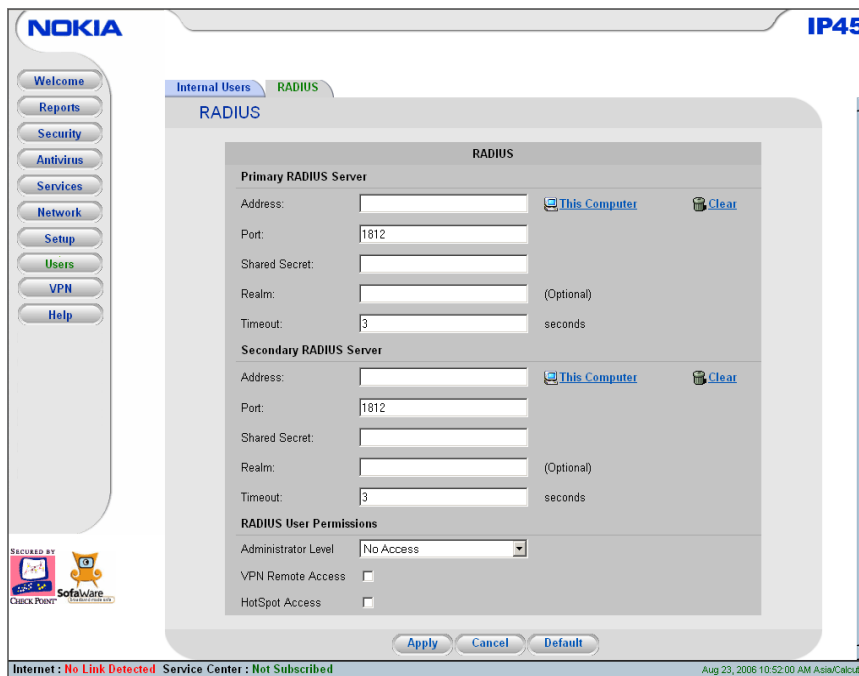 NOKIA
IP45
Welcome
Reports
Security
Antivirus
Services
Network
Setup
Users
VPN
Help
Internal Users RADIUS
RADIUS
RADIUS
Primary RADIUS Server
Address: This Computer Clear
Port: 1812
Shared Secret:
Realm: (Optional)
Timeout: 3 seconds
Secondary RADIUS Server
Address: This Computer Clear
Port: 1812
Shared Secret:
Realm: (Optional)
Timeout: 3 seconds
RADIUS User Permissions
Administrator Level No Access
VPN Remote Access
HotSpot Access
SECURED BY
CHECK POINT
SofaWare
Apply Cancel Default
Internet : No Link Detected Service Center : Not Subscribed
Aug 23, 2006 10:52:00 AM Asia/Calcut